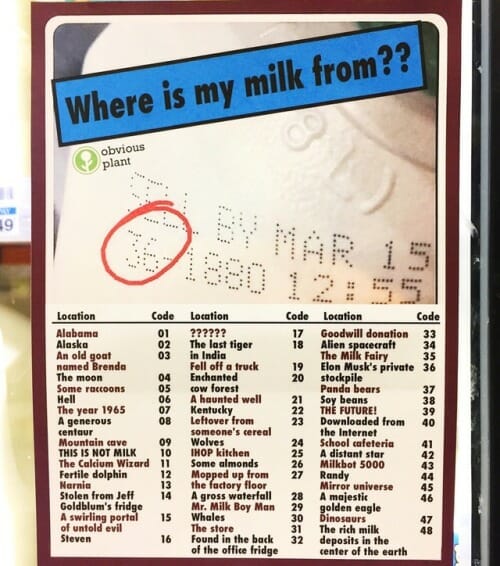 Where is my milk from??
obvious
plant
SELL BY MAR 15
36-1880 12:55
49
Location Code
Alabama 01
Alaska 02
An old goat 03
named Brenda
The moon 04
Some raccoons 05
Hell 06
The year 1965 07
A generous 08
centaur
Mountain cave 09
THIS IS NOT MILK 10
The Calcium Wizard 11
Fertile dolphin 12
Narnia 13
Stolen from Jeff 14
Goldblum's fridge
A swirling portal 15
of untold evil
Steven 16
Location Code
?????? 17
The last tiger 18
in India
Fell off a truck 19
Enchanted 20
cow forest
A haunted well 21
Kentucky 22
Leftover from 23
someone's cereal
Wolves 24
IHOP kitchen 25
Some almonds 26
Mopped up from 27
the factory floor
A gross waterfall 28
Mr. Milk Boy Man 29
Whales 30
The store 31
Found in the back 32
of the office fridge
Location Code
Goodwill donation 33
Alien spacecraft 34
The Milk Fairy 35
Elon Musk's private 36
stockpile
Panda bears 37
Soy beans 38
THE FUTURE! 39
Downloaded from 40
the Internet
School cafeteria 41
A distant star 42
Milkbot 5000 43
Randy 44
Mirror universe 45
A majestic 46
golden eagle
Dinosaurs 47
The rich milk 48
deposits in the
center of the earth